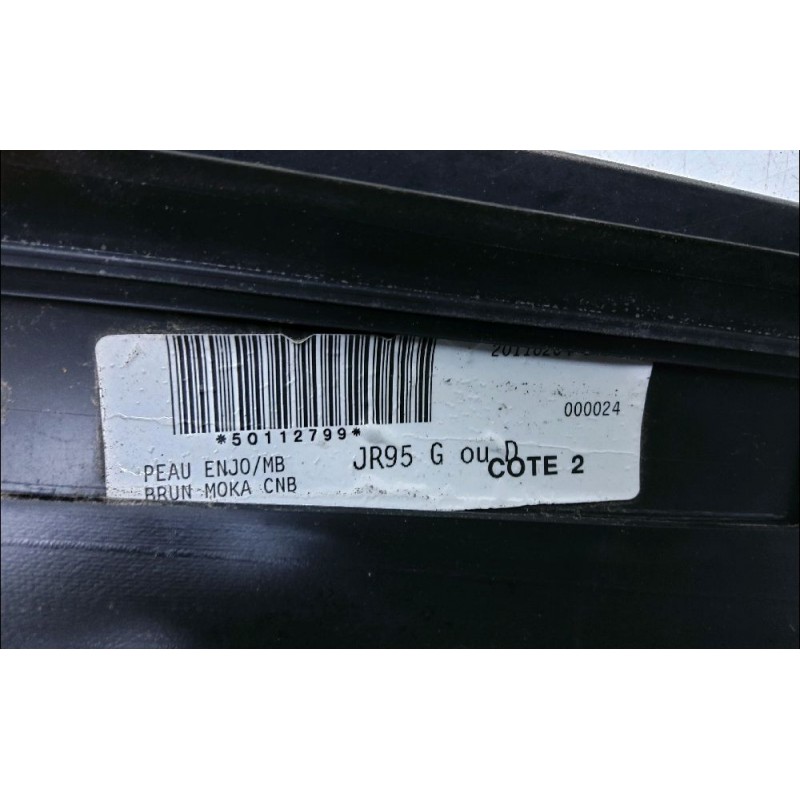 000024
*50112799*
PEAU ENJO/MB JR95 G ou D
BRUN MOKA CNB COTE 2